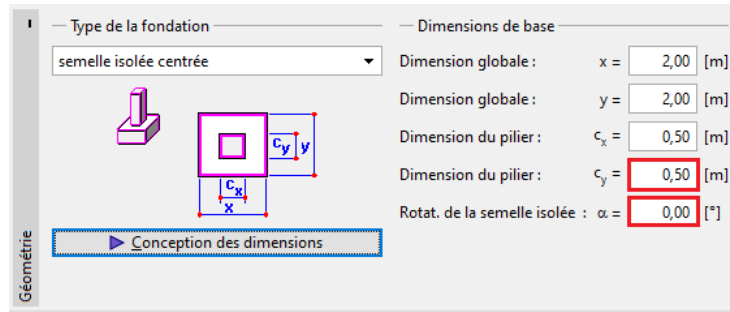 Type de la fondation
semelle isolée centrée
cy y
cx
x
Conception des dimensions
Dimensions de base
Dimension globale : x = 2,00 [m]
Dimension globale : y = 2,00 [m]
Dimension du pilier : cx = 0,50 [m]
Dimension du pilier : cy = 0,50 [m]
Rotat. de la semelle isolée : α = 0,00 [°]
Géométrie